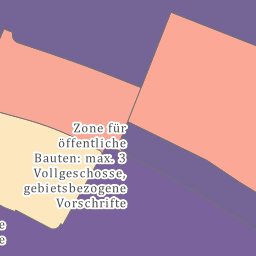 Zone für
öffentliche
Bauten: max. 3
Vollgeschosse,
gebietsbezogene
Vorschrifte
e
e